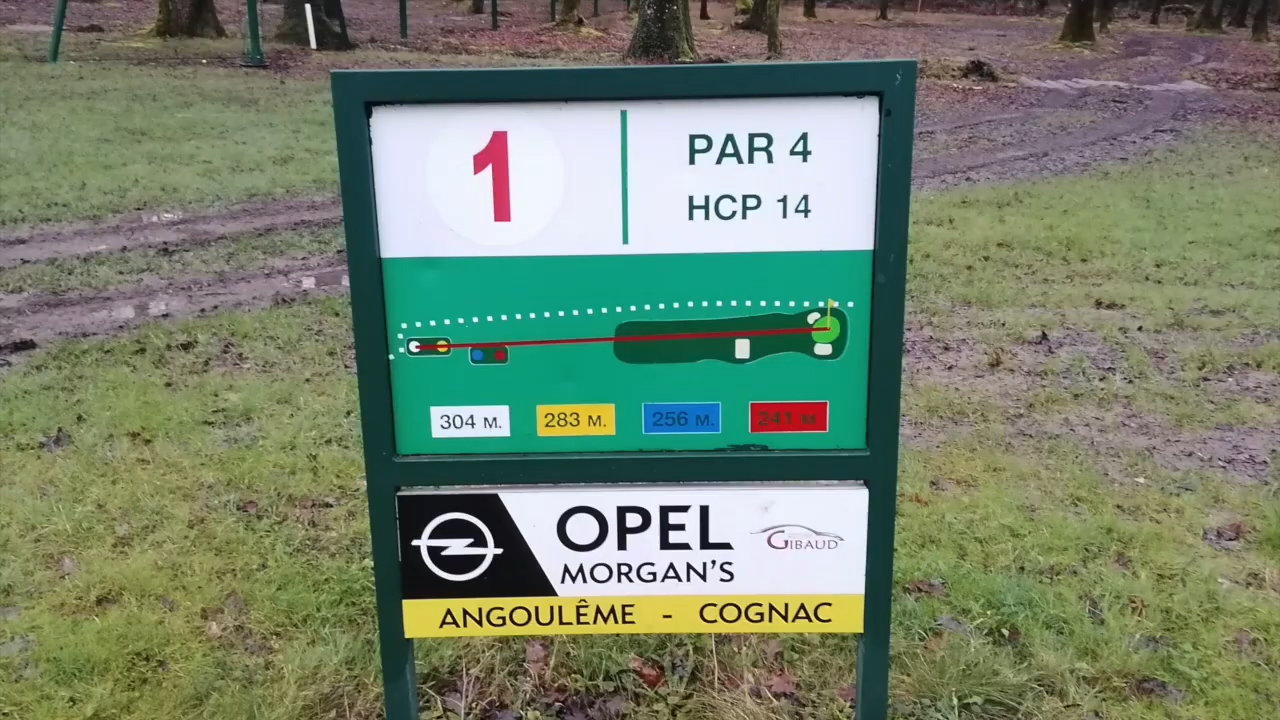 1
PAR 4
HCP 14
304 M.
283 M.
256 M.
241 M.
OPEL
MORGAN'S
GIBAUD
ANGOULÊME - COGNAC